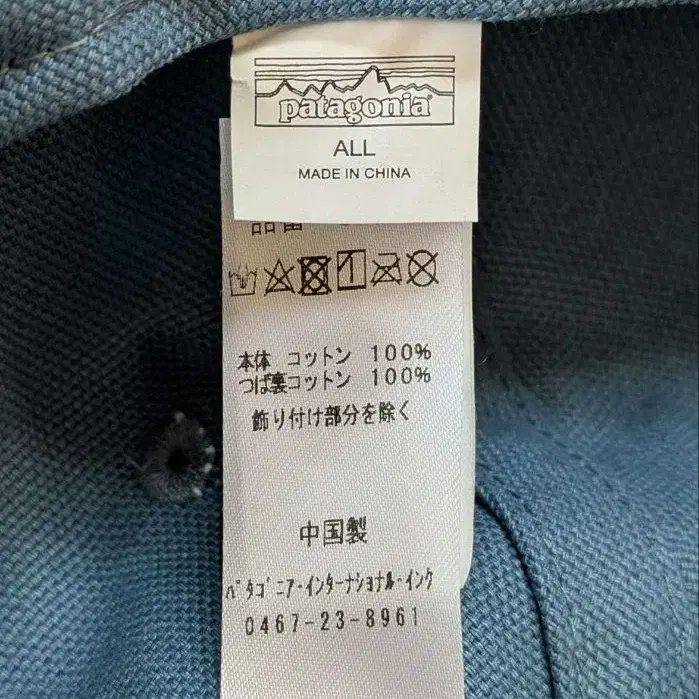 patagonia
ALL
MADE IN CHINA
本体 コットン 100%
つば裏コットン 100%
飾り付け部分を除く
中国製
パタゴニア・インターナショナル・インク
0467-23-8961